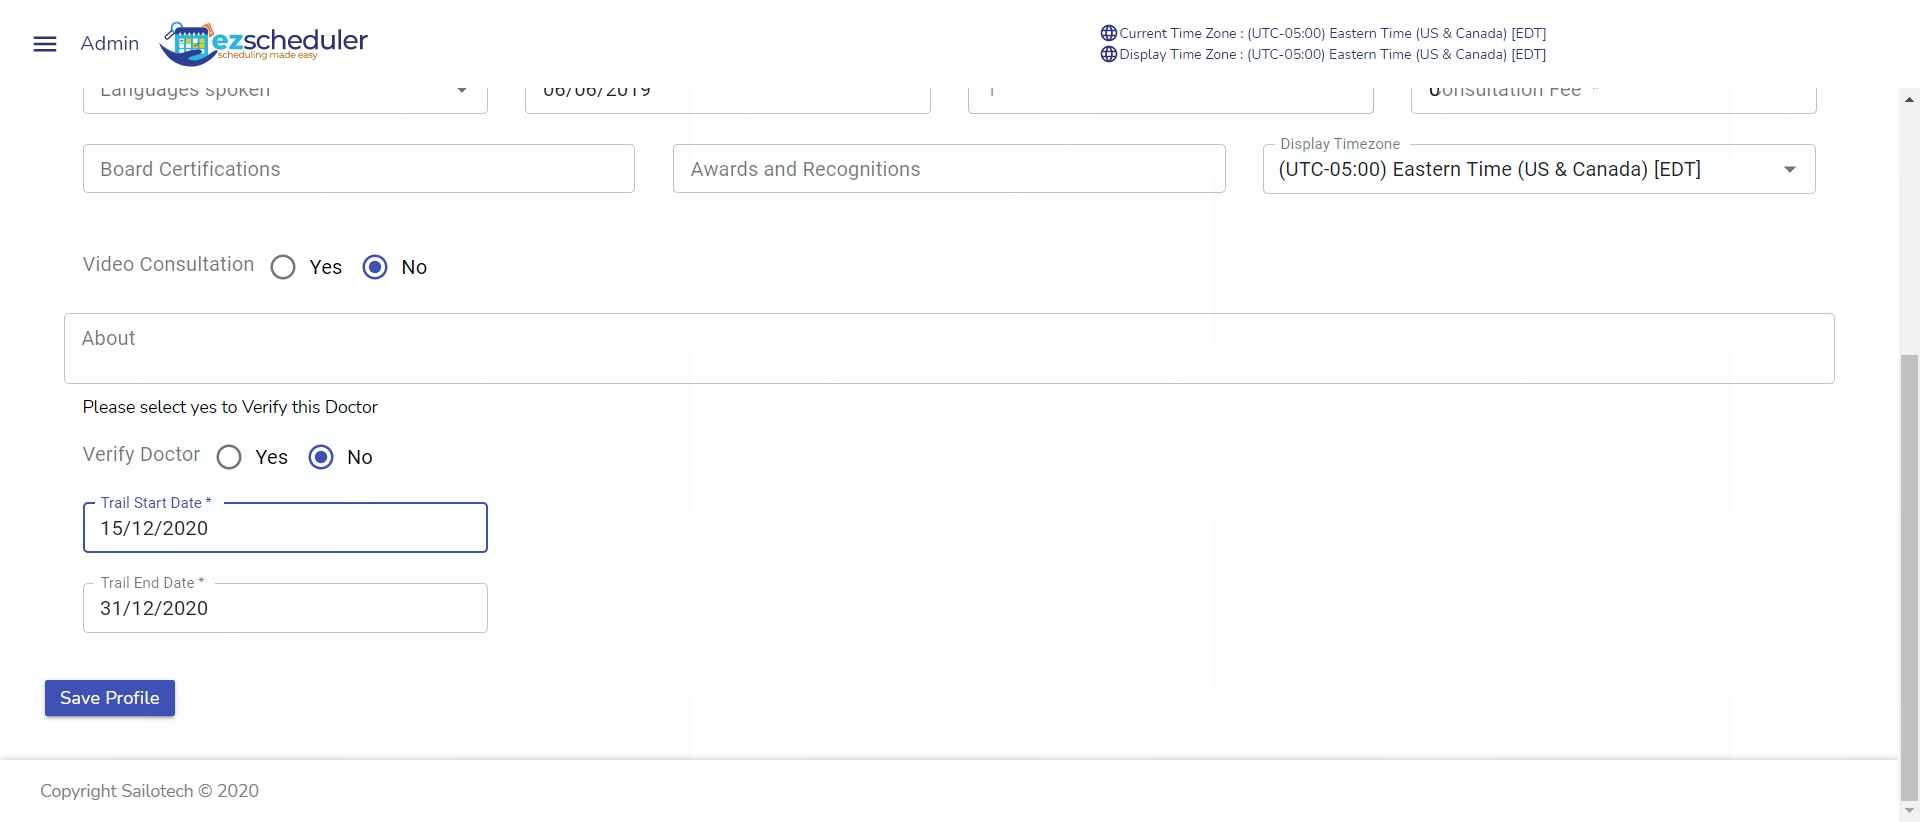 Admin
ezscheduler
scheduling made easy
Current Time Zone : (UTC-05:00) Eastern Time (US & Canada) [EDT]
Display Time Zone : (UTC-05:00) Eastern Time (US & Canada) [EDT]
Languages spoken
06/06/2019
Consultation Fee *
Display Timezone
Board Certifications
Awards and Recognitions
(UTC-05:00) Eastern Time (US & Canada) [EDT]
Video Consultation Yes No
About
Please select yes to Verify this Doctor
Verify Doctor Yes No
Trail Start Date *
15/12/2020
Trail End Date *
31/12/2020
Save Profile
Copyright Sailotech © 2020